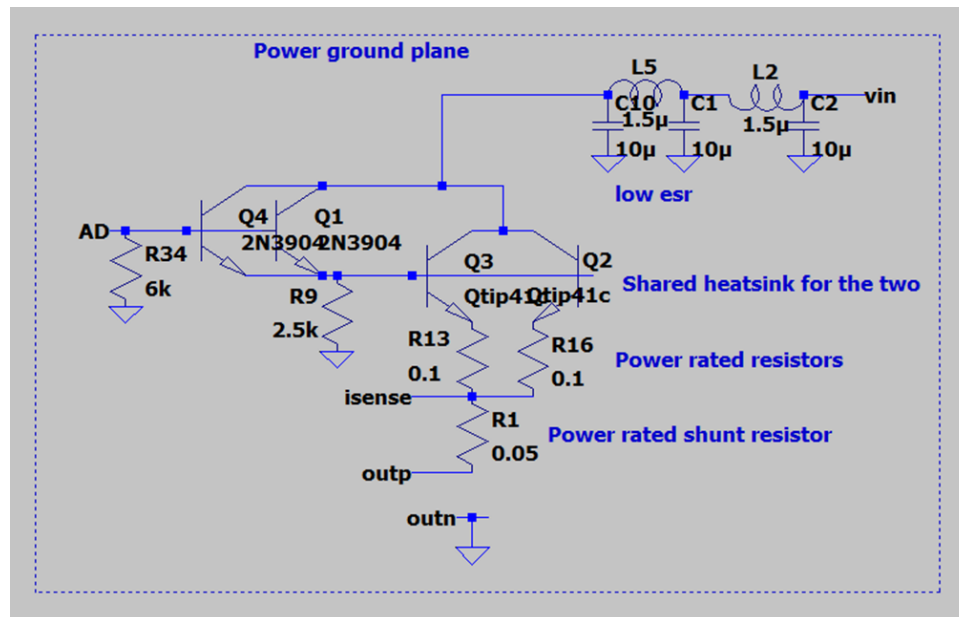 Power ground plane
L5
L2
C10
C1
C2
vin
1.5µ
1.5µ
10µ
10µ
10µ
low esr
Q4
Q1
AD
2N3904
2N3904
R34
6k
Q3
Q2
Qtip41c
Qtip41c
Shared heatsink for the two
R9
2.5k
R13
R16
0.1
0.1
Power rated resistors
isense
R1
0.05
Power rated shunt resistor
outp
outn